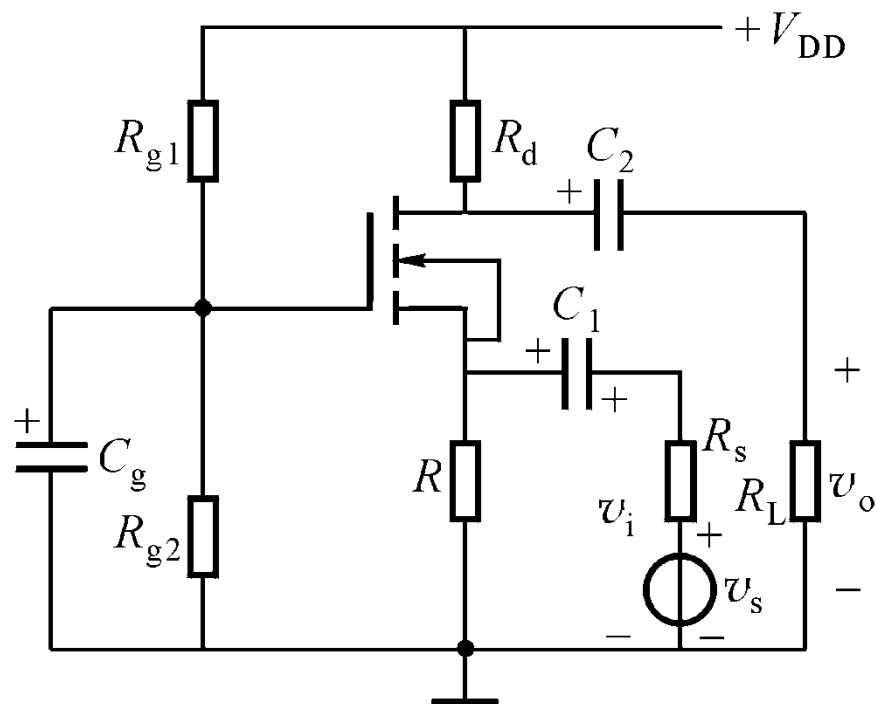 + V_DD
R_g1
R_d
C_2
+
C_1
+
+
+
+
C_g
R
R_s
R_g2
v_i
+
R_L
v_o
v_s
−
−
−